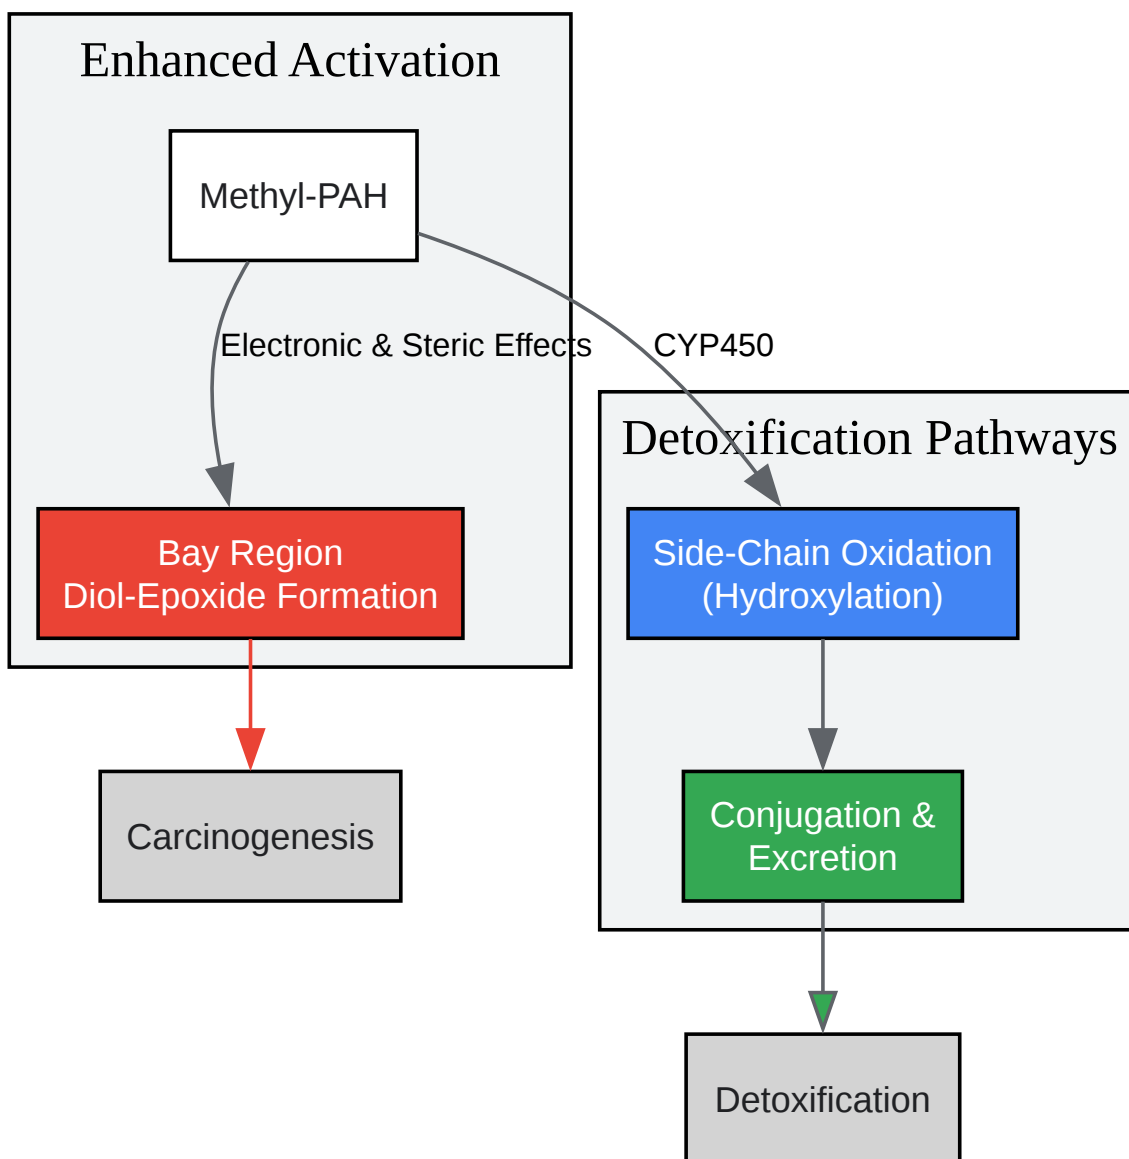 Enhanced Activation
Methyl-PAH
Electronic & Steric Effects
CYP450
Detoxification Pathways
Bay Region
Diol-Epoxide Formation
Side-Chain Oxidation
(Hydroxylation)
Carcinogenesis
Conjugation &
Excretion
Detoxification